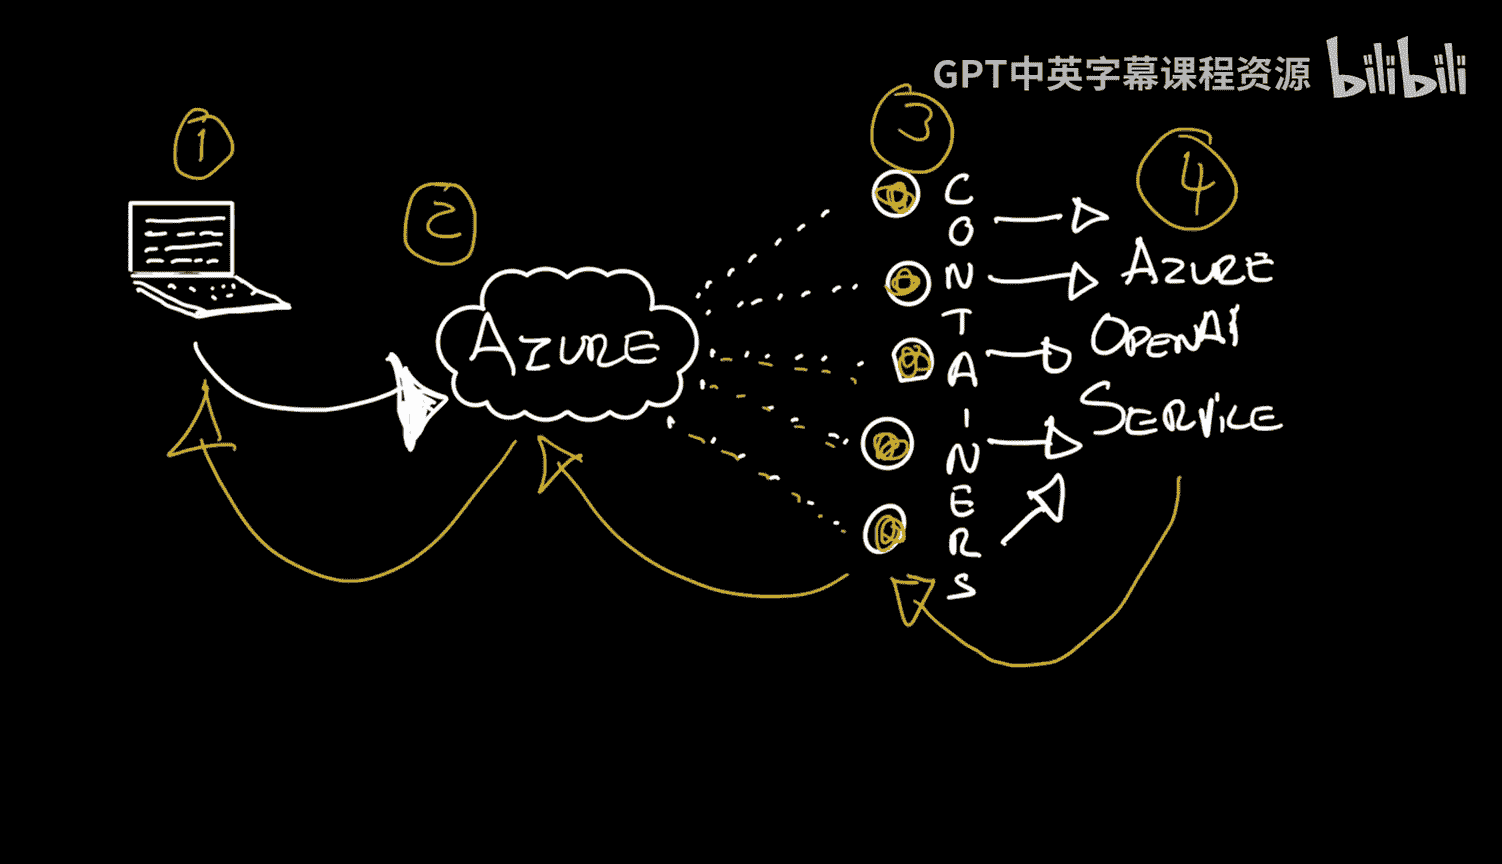 GPT中英字幕课程资源 bilibili
1
2
3
4
AZURE
CONTAINERS
AZURE
OPENAI
SERVICE